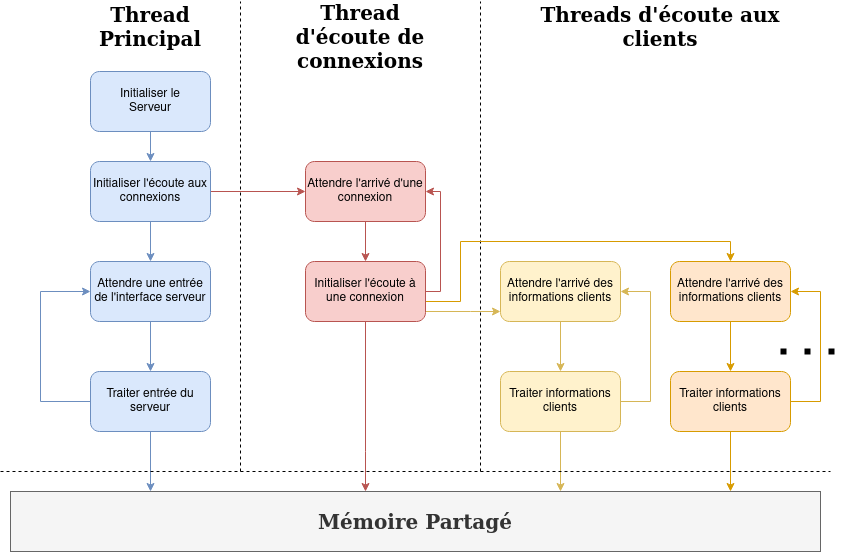 Thread
Principal
Thread
d'écoute de
connexions
Threads d'écoute aux
clients
Initialiser le
Serveur
Initialiser l'écoute aux
connexions
Attendre l'arrivé d'une
connexion
Attendre une entrée
de l'interface serveur
Initialiser l'écoute à
une connexion
Attendre l'arrivé des
informations clients
Attendre l'arrivé des
informations clients
Traiter entrée du
serveur
Traiter informations
clients
Traiter informations
clients
. . .
Mémoire Partagé